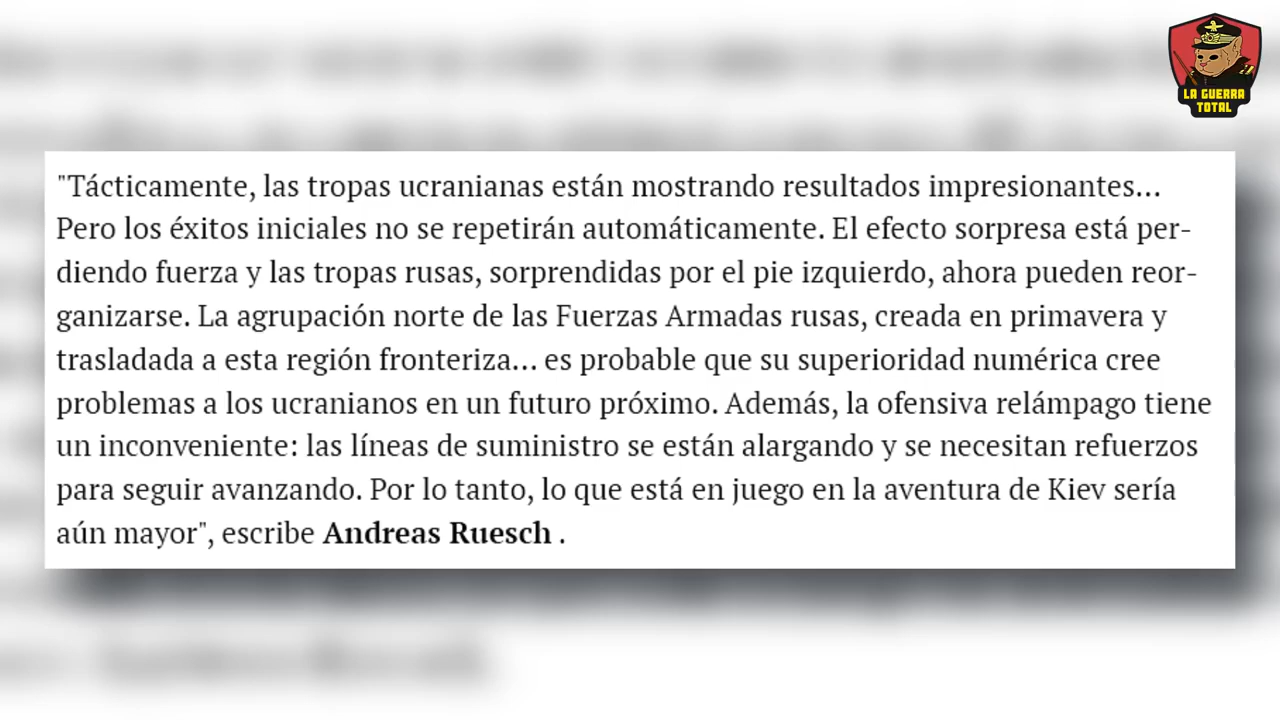 LA GUERRA
TOTAL
"Tácticamente, las tropas ucranianas están mostrando resultados impresionantes...
Pero los éxitos iniciales no se repetirán automáticamente. El efecto sorpresa está per-
diendo fuerza y las tropas rusas, sorprendidas por el pie izquierdo, ahora pueden reor-
ganizarse. La agrupación norte de las Fuerzas Armadas rusas, creada en primavera y
trasladada a esta región fronteriza... es probable que su superioridad numérica cree
problemas a los ucranianos en un futuro próximo. Además, la ofensiva relámpago tiene
un inconveniente: las líneas de suministro se están alargando y se necesitan refuerzos
para seguir avanzando. Por lo tanto, lo que está en juego en la aventura de Kiev sería
aún mayor", escribe Andreas Ruesch .